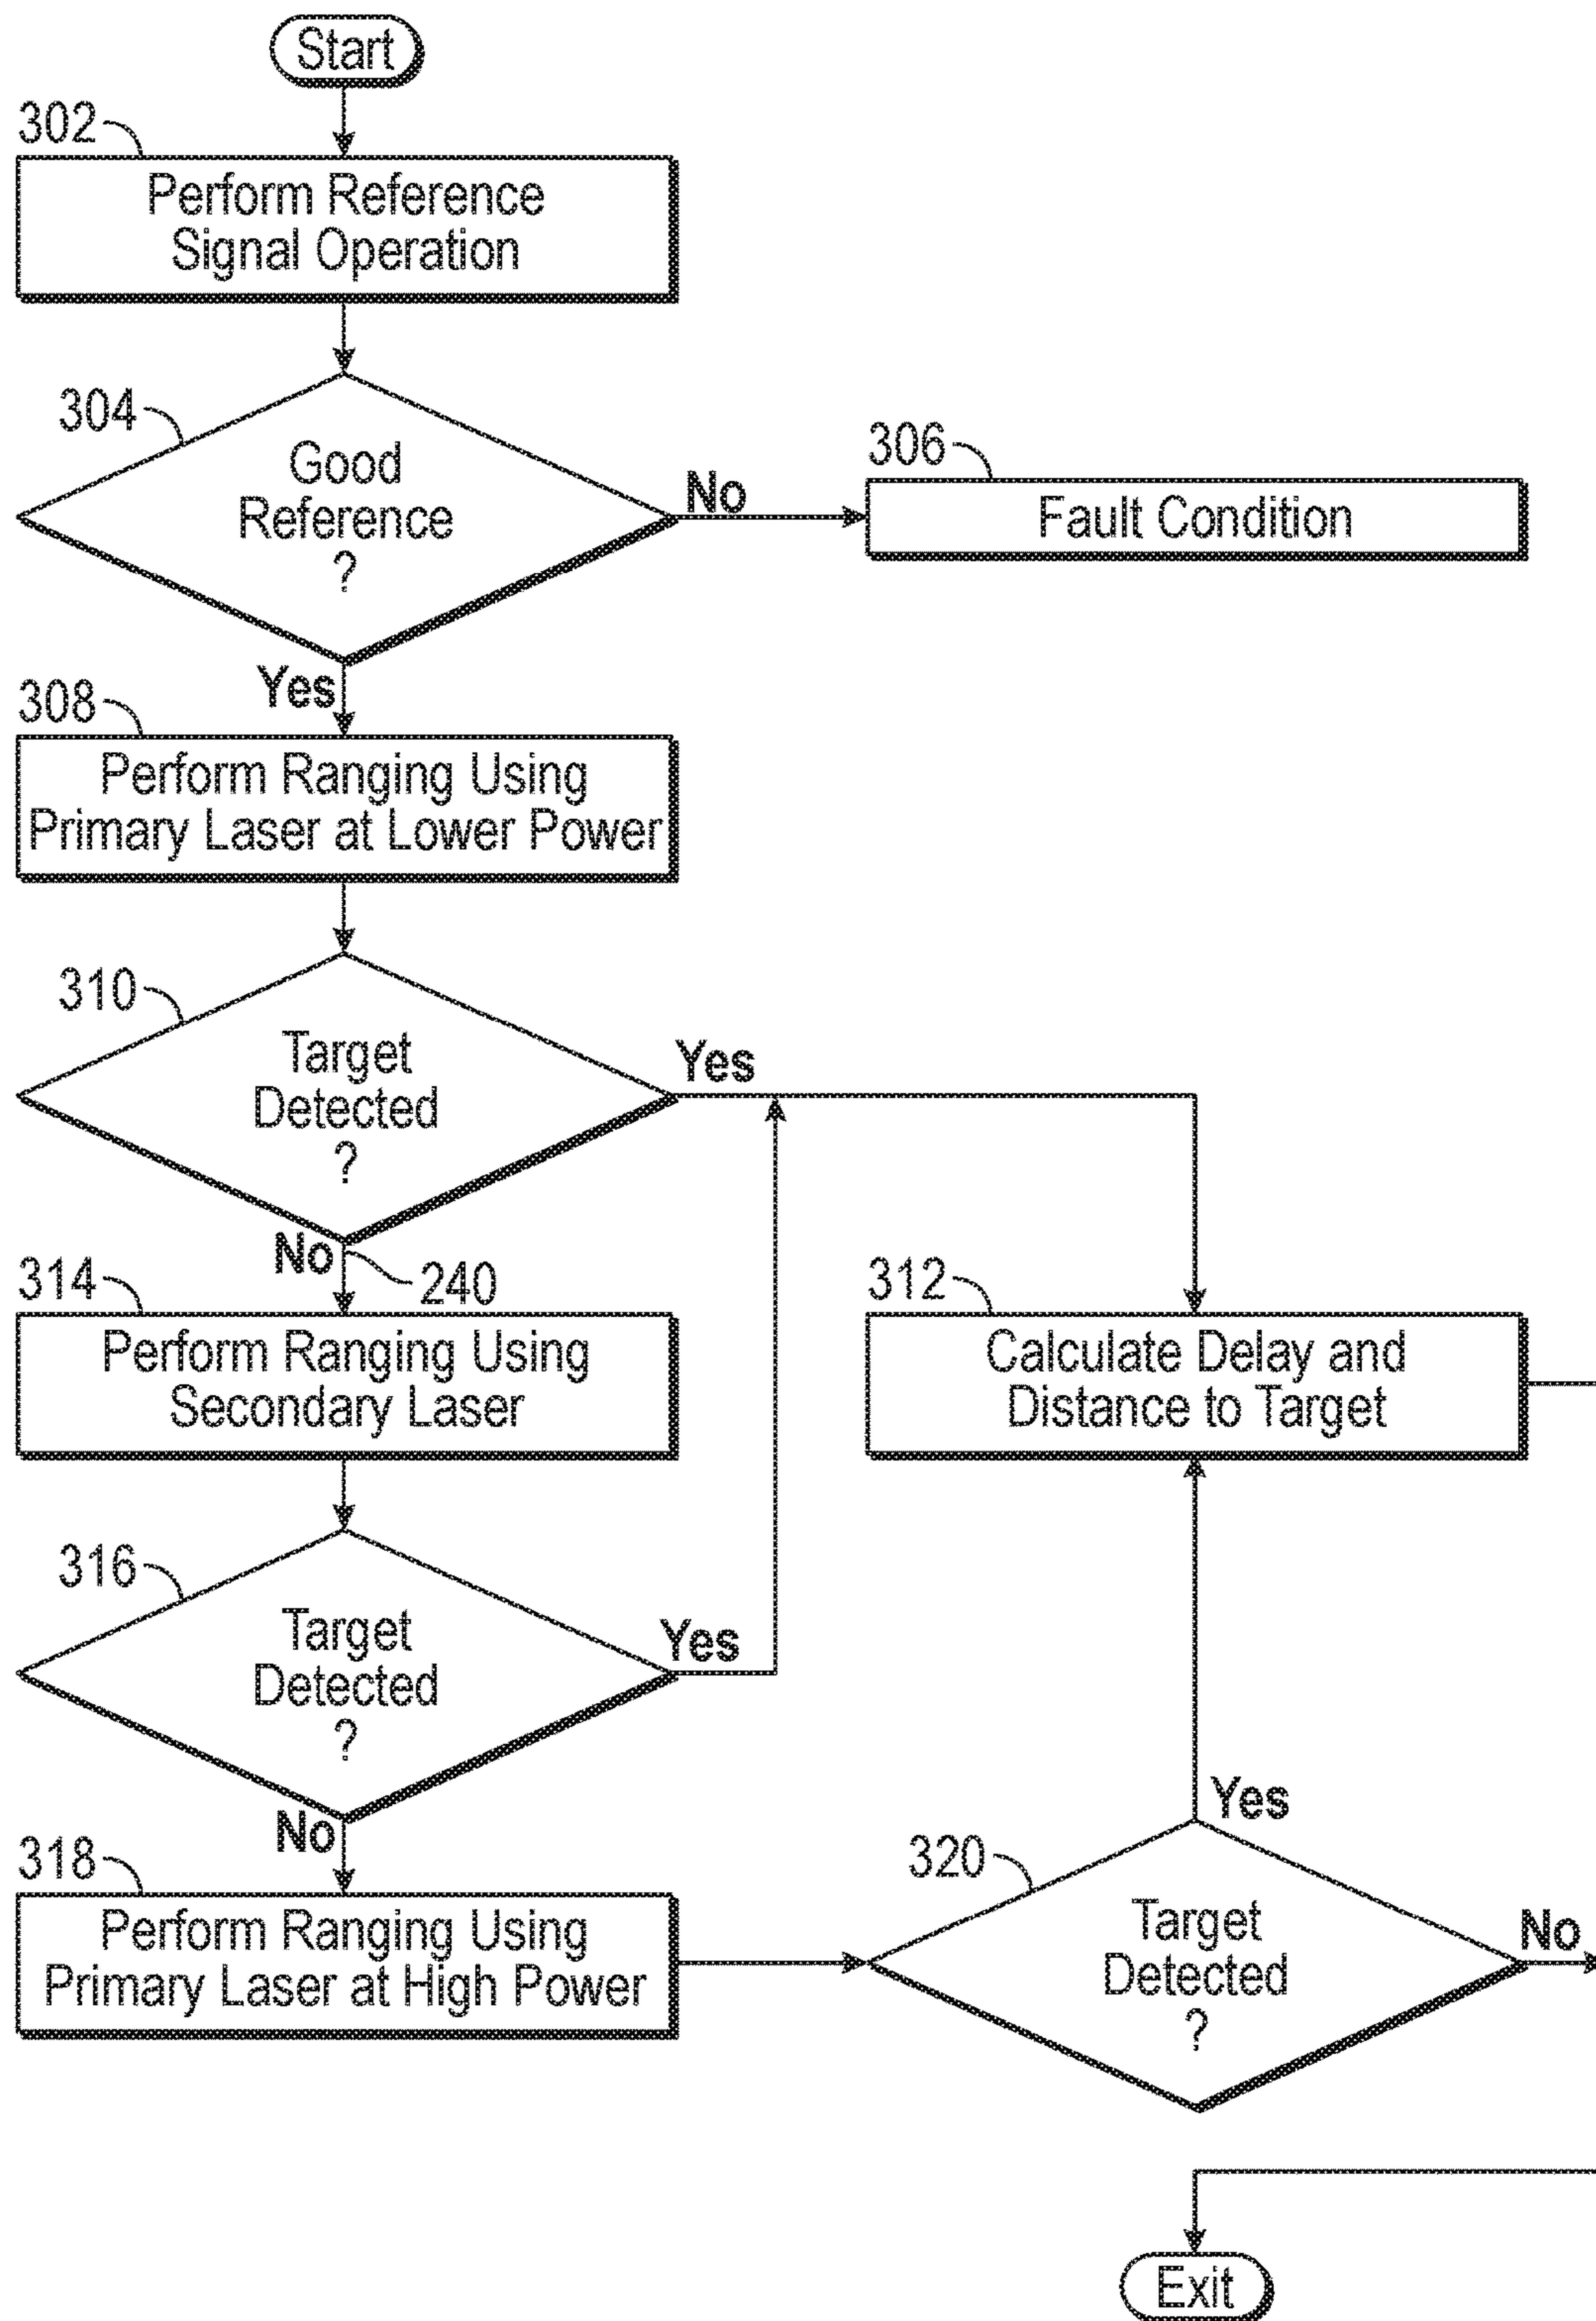 Start
302
Perform Reference
Signal Operation
304
Good
Reference
?
No
306
Fault Condition
Yes
308
Perform Ranging Using
Primary Laser at Lower Power
310
Target
Detected
?
Yes
No
240
314
Perform Ranging Using
Secondary Laser
312
Calculate Delay and
Distance to Target
316
Target
Detected
?
Yes
No
318
Perform Ranging Using
Primary Laser at High Power
320
Target
Detected
?
Yes
No
Exit